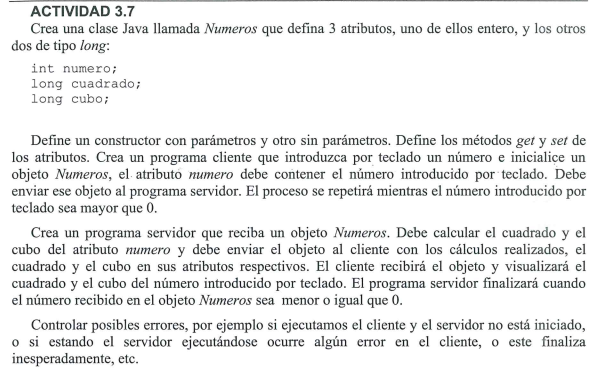 ACTIVIDAD 3.7
Crea una clase Java llamada Numeros que defina 3 atributos, uno de ellos entero, y los otros
dos de tipo long:
int numero;
long cuadrado;
long cubo;
Define un constructor con parámetros y otro sin parámetros. Define los métodos get y set de
los atributos. Crea un programa cliente que introduzca por teclado un número e inicialice un
objeto Numeros, el atributo numero debe contener el número introducido por teclado. Debe
enviar ese objeto al programa servidor. El proceso se repetirá mientras el número introducido por
teclado sea mayor que 0.
Crea un programa servidor que reciba un objeto Numeros. Debe calcular el cuadrado y el
cubo del atributo numero y debe enviar el objeto al cliente con los cálculos realizados, el
cuadrado y el cubo en sus atributos respectivos. El cliente recibirá el objeto y visualizará el
cuadrado y el cubo del número introducido por teclado. El programa servidor finalizará cuando
el número recibido en el objeto Numeros sea menor o igual que 0.
Controlar posibles errores, por ejemplo si ejecutamos el cliente y el servidor no está iniciado,
o si estando el servidor ejecutándose ocurre algún error en el cliente, o este finaliza
inesperadamente, etc.